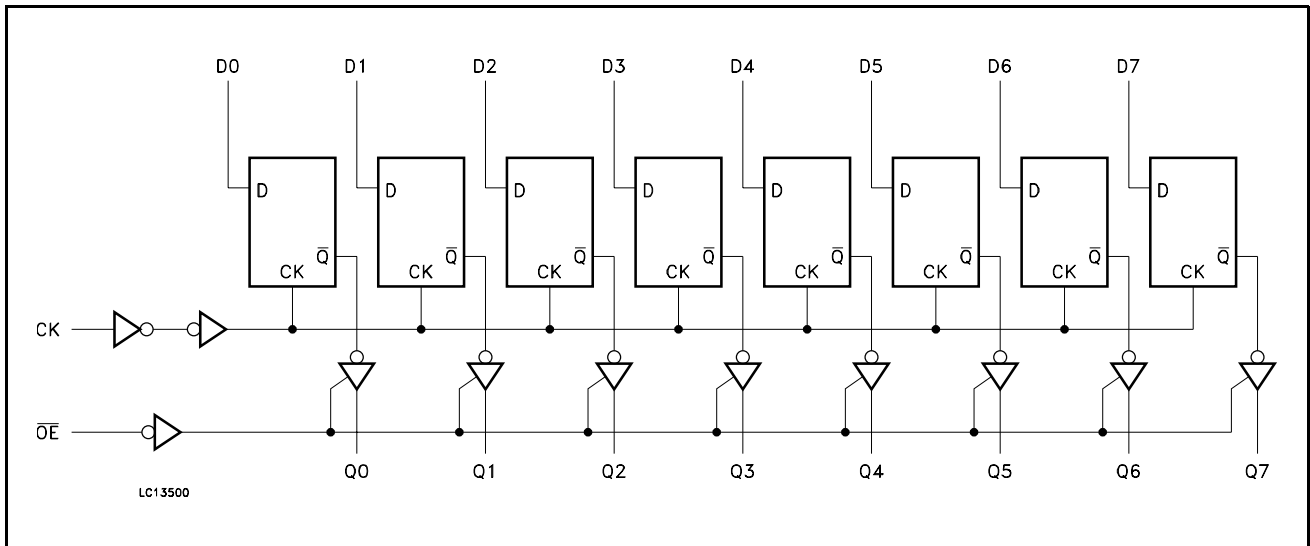 D0 D1 D2 D3 D4 D5 D6 D7
D D D D D D D D
Q̅ Q̅ Q̅ Q̅ Q̅ Q̅ Q̅ Q̅
CK CK CK CK CK CK CK CK
CK
O̅E̅
Q0 Q1 Q2 Q3 Q4 Q5 Q6 Q7
LC13500